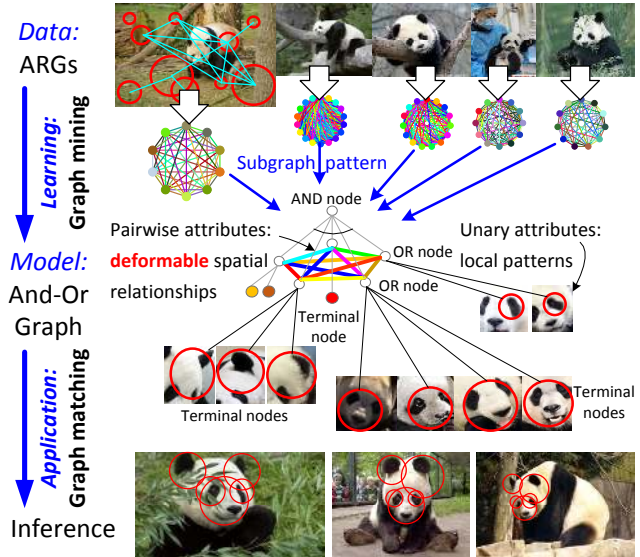 Data:
ARGs
Learning:
Graph mining
Subgraph pattern
AND node
Pairwise attributes:
deformable spatial
relationships
OR node
OR node
Unary attributes:
local patterns
Model:
And-Or
Graph
Terminal
node
Terminal nodes
Terminal
nodes
Application:
Graph matching
Inference